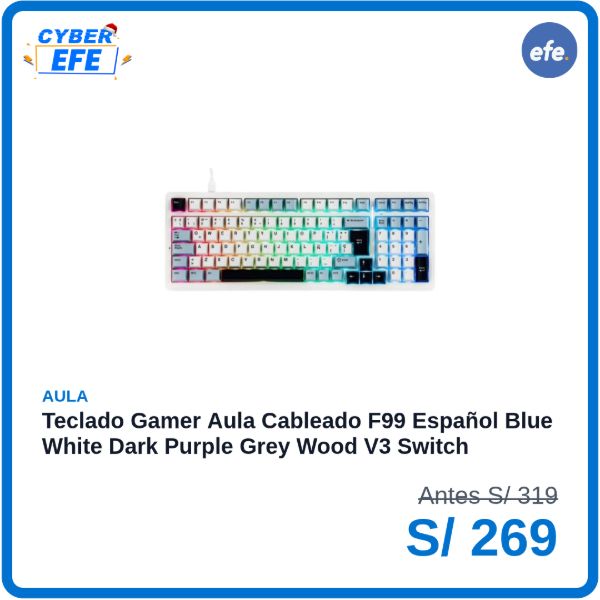 CYBER
EFE
efe.
AULA
Teclado Gamer Aula Cableado F99 Español Blue
White Dark Purple Grey Wood V3 Switch
Antes S/ 319
S/ 269